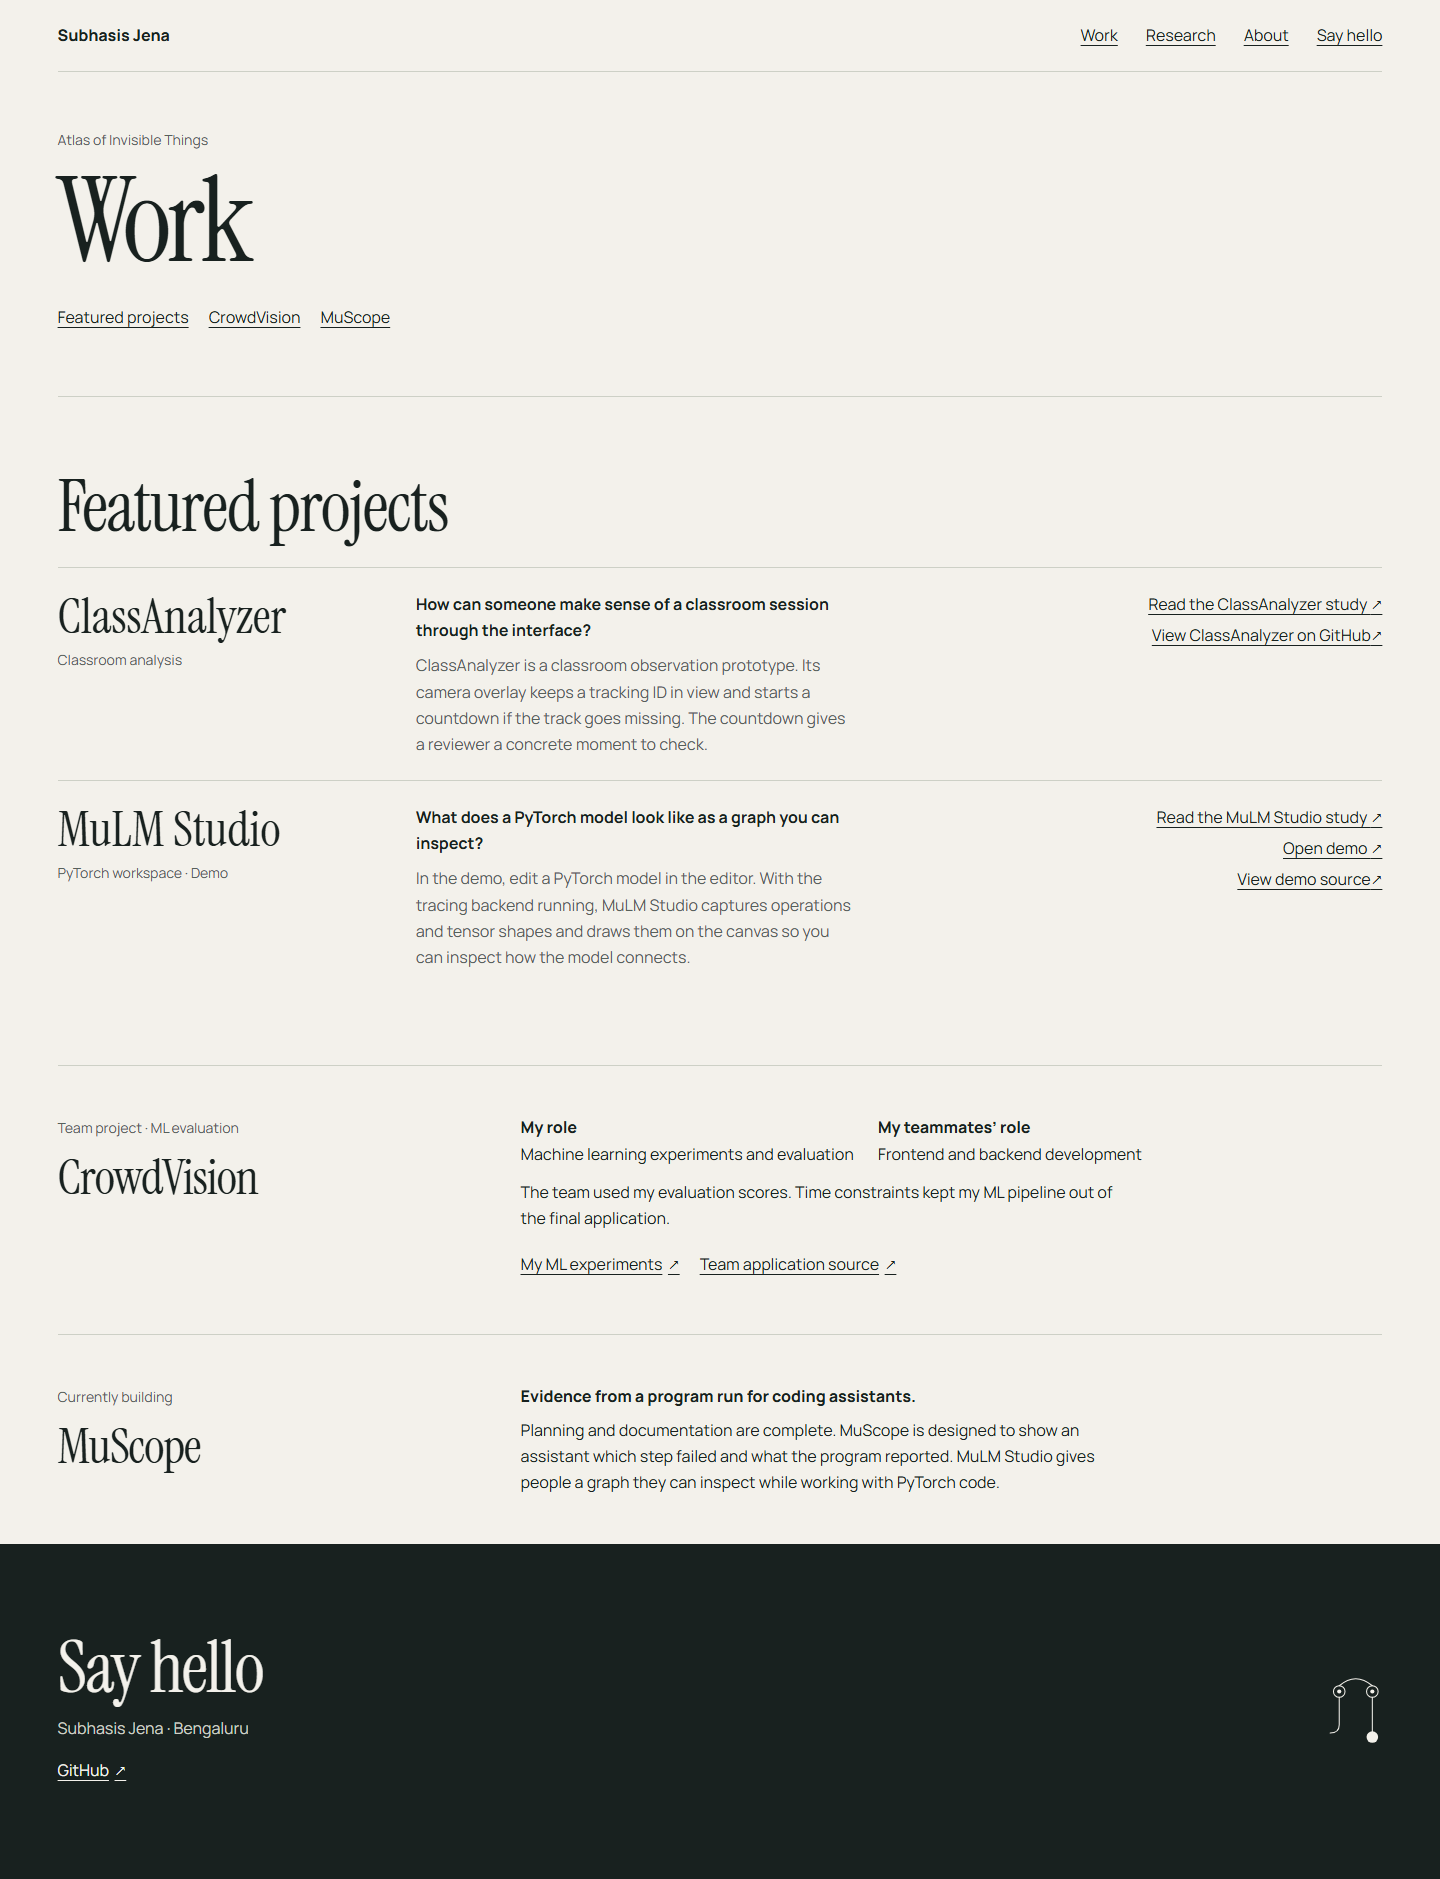 Subhasis Jena
Work Research About Say hello
Atlas of Invisible Things
Work
Featured projects CrowdVision MuScope
Featured projects
ClassAnalyzer
Classroom analysis
How can someone make sense of a classroom session
through the interface?
ClassAnalyzer is a classroom observation prototype. Its
camera overlay keeps a tracking ID in view and starts a
countdown if the track goes missing. The countdown gives
a reviewer a concrete moment to check.
Read the ClassAnalyzer study ↗
View ClassAnalyzer on GitHub↗
MuLM Studio
PyTorch workspace · Demo
What does a PyTorch model look like as a graph you can
inspect?
In the demo, edit a PyTorch model in the editor. With the
tracing backend running, MuLM Studio captures operations
and tensor shapes and draws them on the canvas so you
can inspect how the model connects.
Read the MuLM Studio study ↗
Open demo ↗
View demo source↗
Team project · ML evaluation
CrowdVision
My role
Machine learning experiments and evaluation
My teammates’ role
Frontend and backend development
The team used my evaluation scores. Time constraints kept my ML pipeline out of
the final application.
My ML experiments ↗ Team application source ↗
Currently building
MuScope
Evidence from a program run for coding assistants.
Planning and documentation are complete. MuScope is designed to show an
assistant which step failed and what the program reported. MuLM Studio gives
people a graph they can inspect while working with PyTorch code.
Say hello
Subhasis Jena · Bengaluru
GitHub ↗